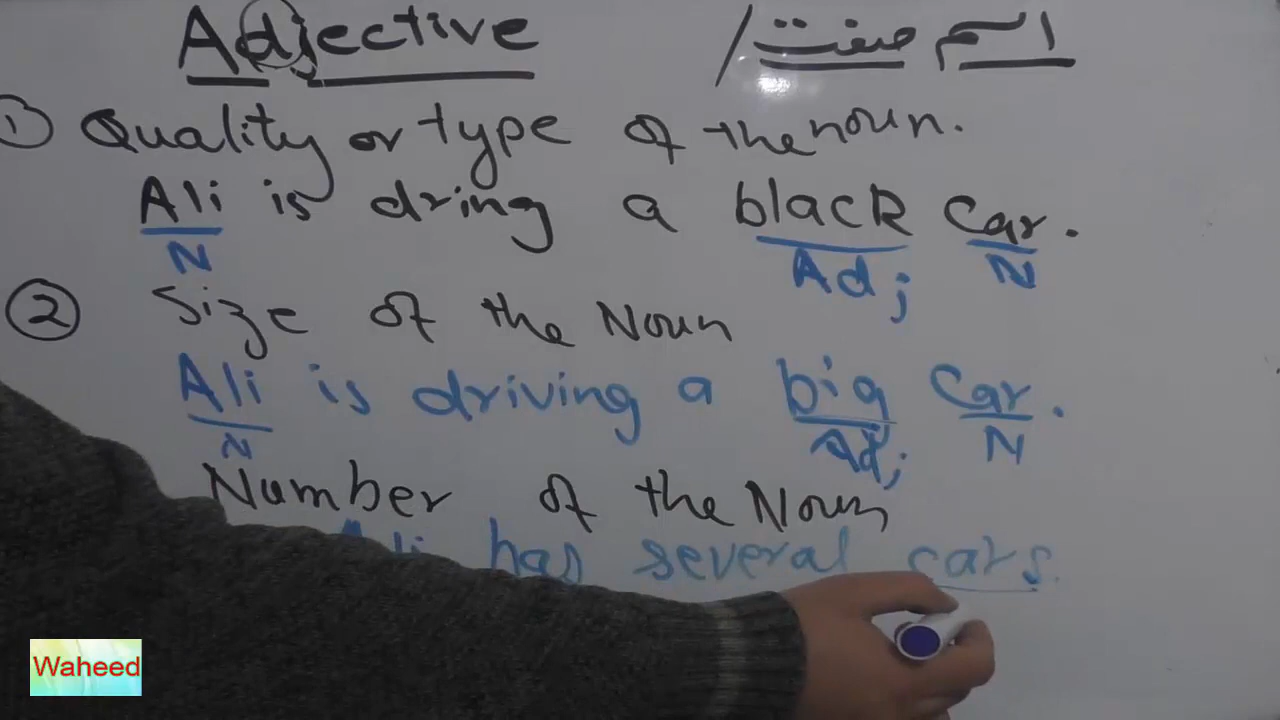 Adjective اسم صفت /
① Quality or type of the noun.
Ali is dring a black Car.
N Adj N
② Size of the Noun
Ali is driving a big Car.
N Adj N
Number of the Noun
Ali has several cars.
Waheed